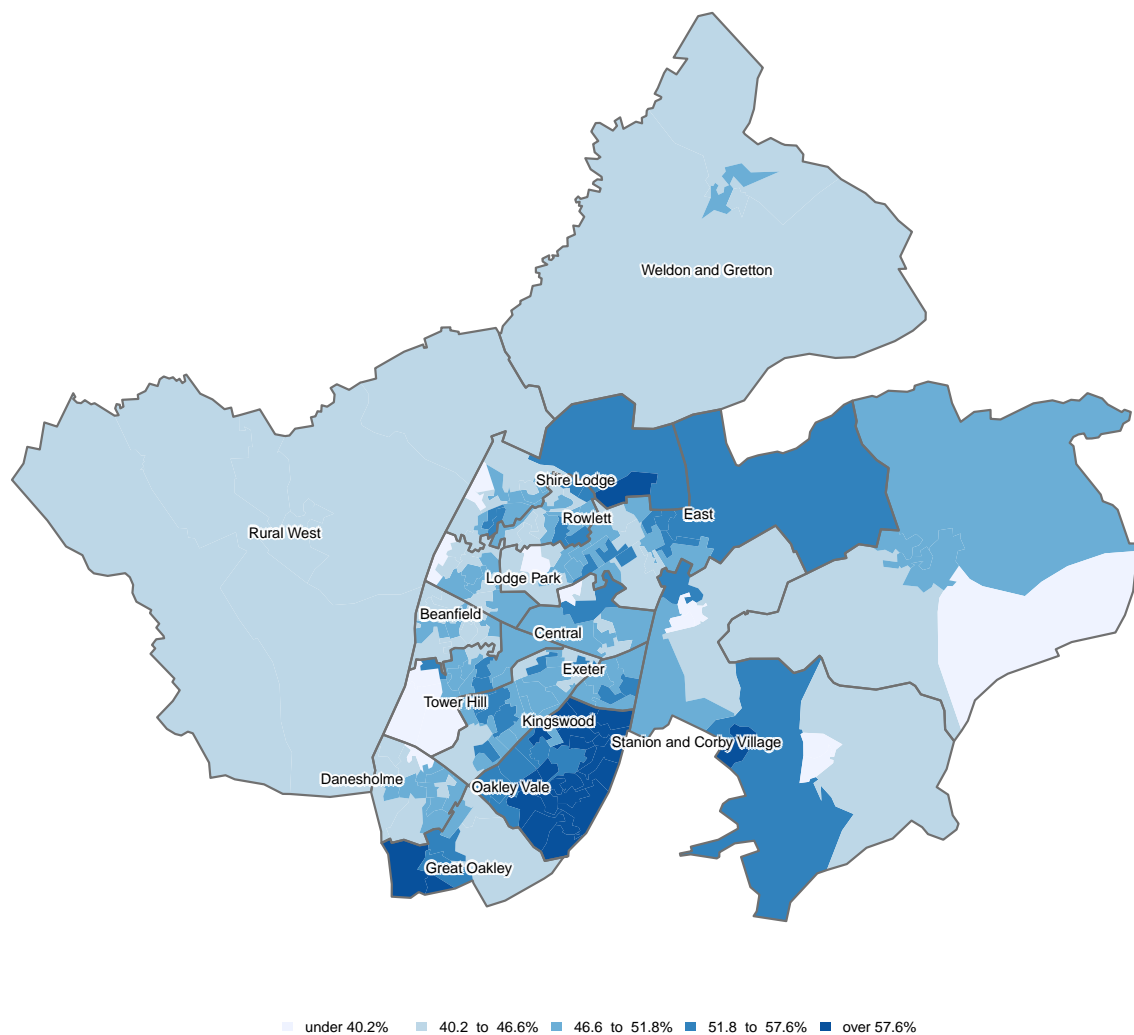 Weldon and Gretton
Shire Lodge
Rowlett
East
Rural West
Lodge Park
Beanfield
Central
Exeter
Tower Hill
Kingswood
Stanion and Corby Village
Danesholme
Oakley Vale
Great Oakley
under 40.2% 40.2 to 46.6% 46.6 to 51.8% 51.8 to 57.6% over 57.6%